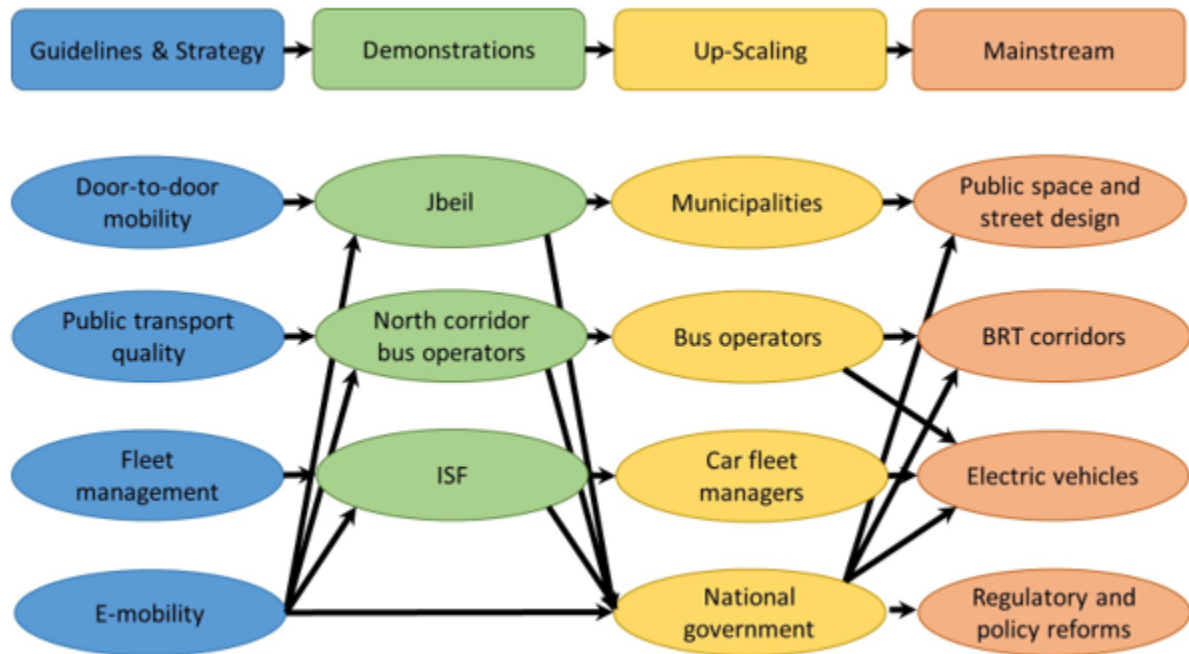 Guidelines & Strategy
Demonstrations
Up-Scaling
Mainstream
Door-to-door
mobility
Jbeil
Municipalities
Public space and
street design
Public transport
quality
North corridor
bus operators
Bus operators
BRT corridors
Fleet
management
ISF
Car fleet
managers
Electric vehicles
E-mobility
National
government
Regulatory and
policy reforms